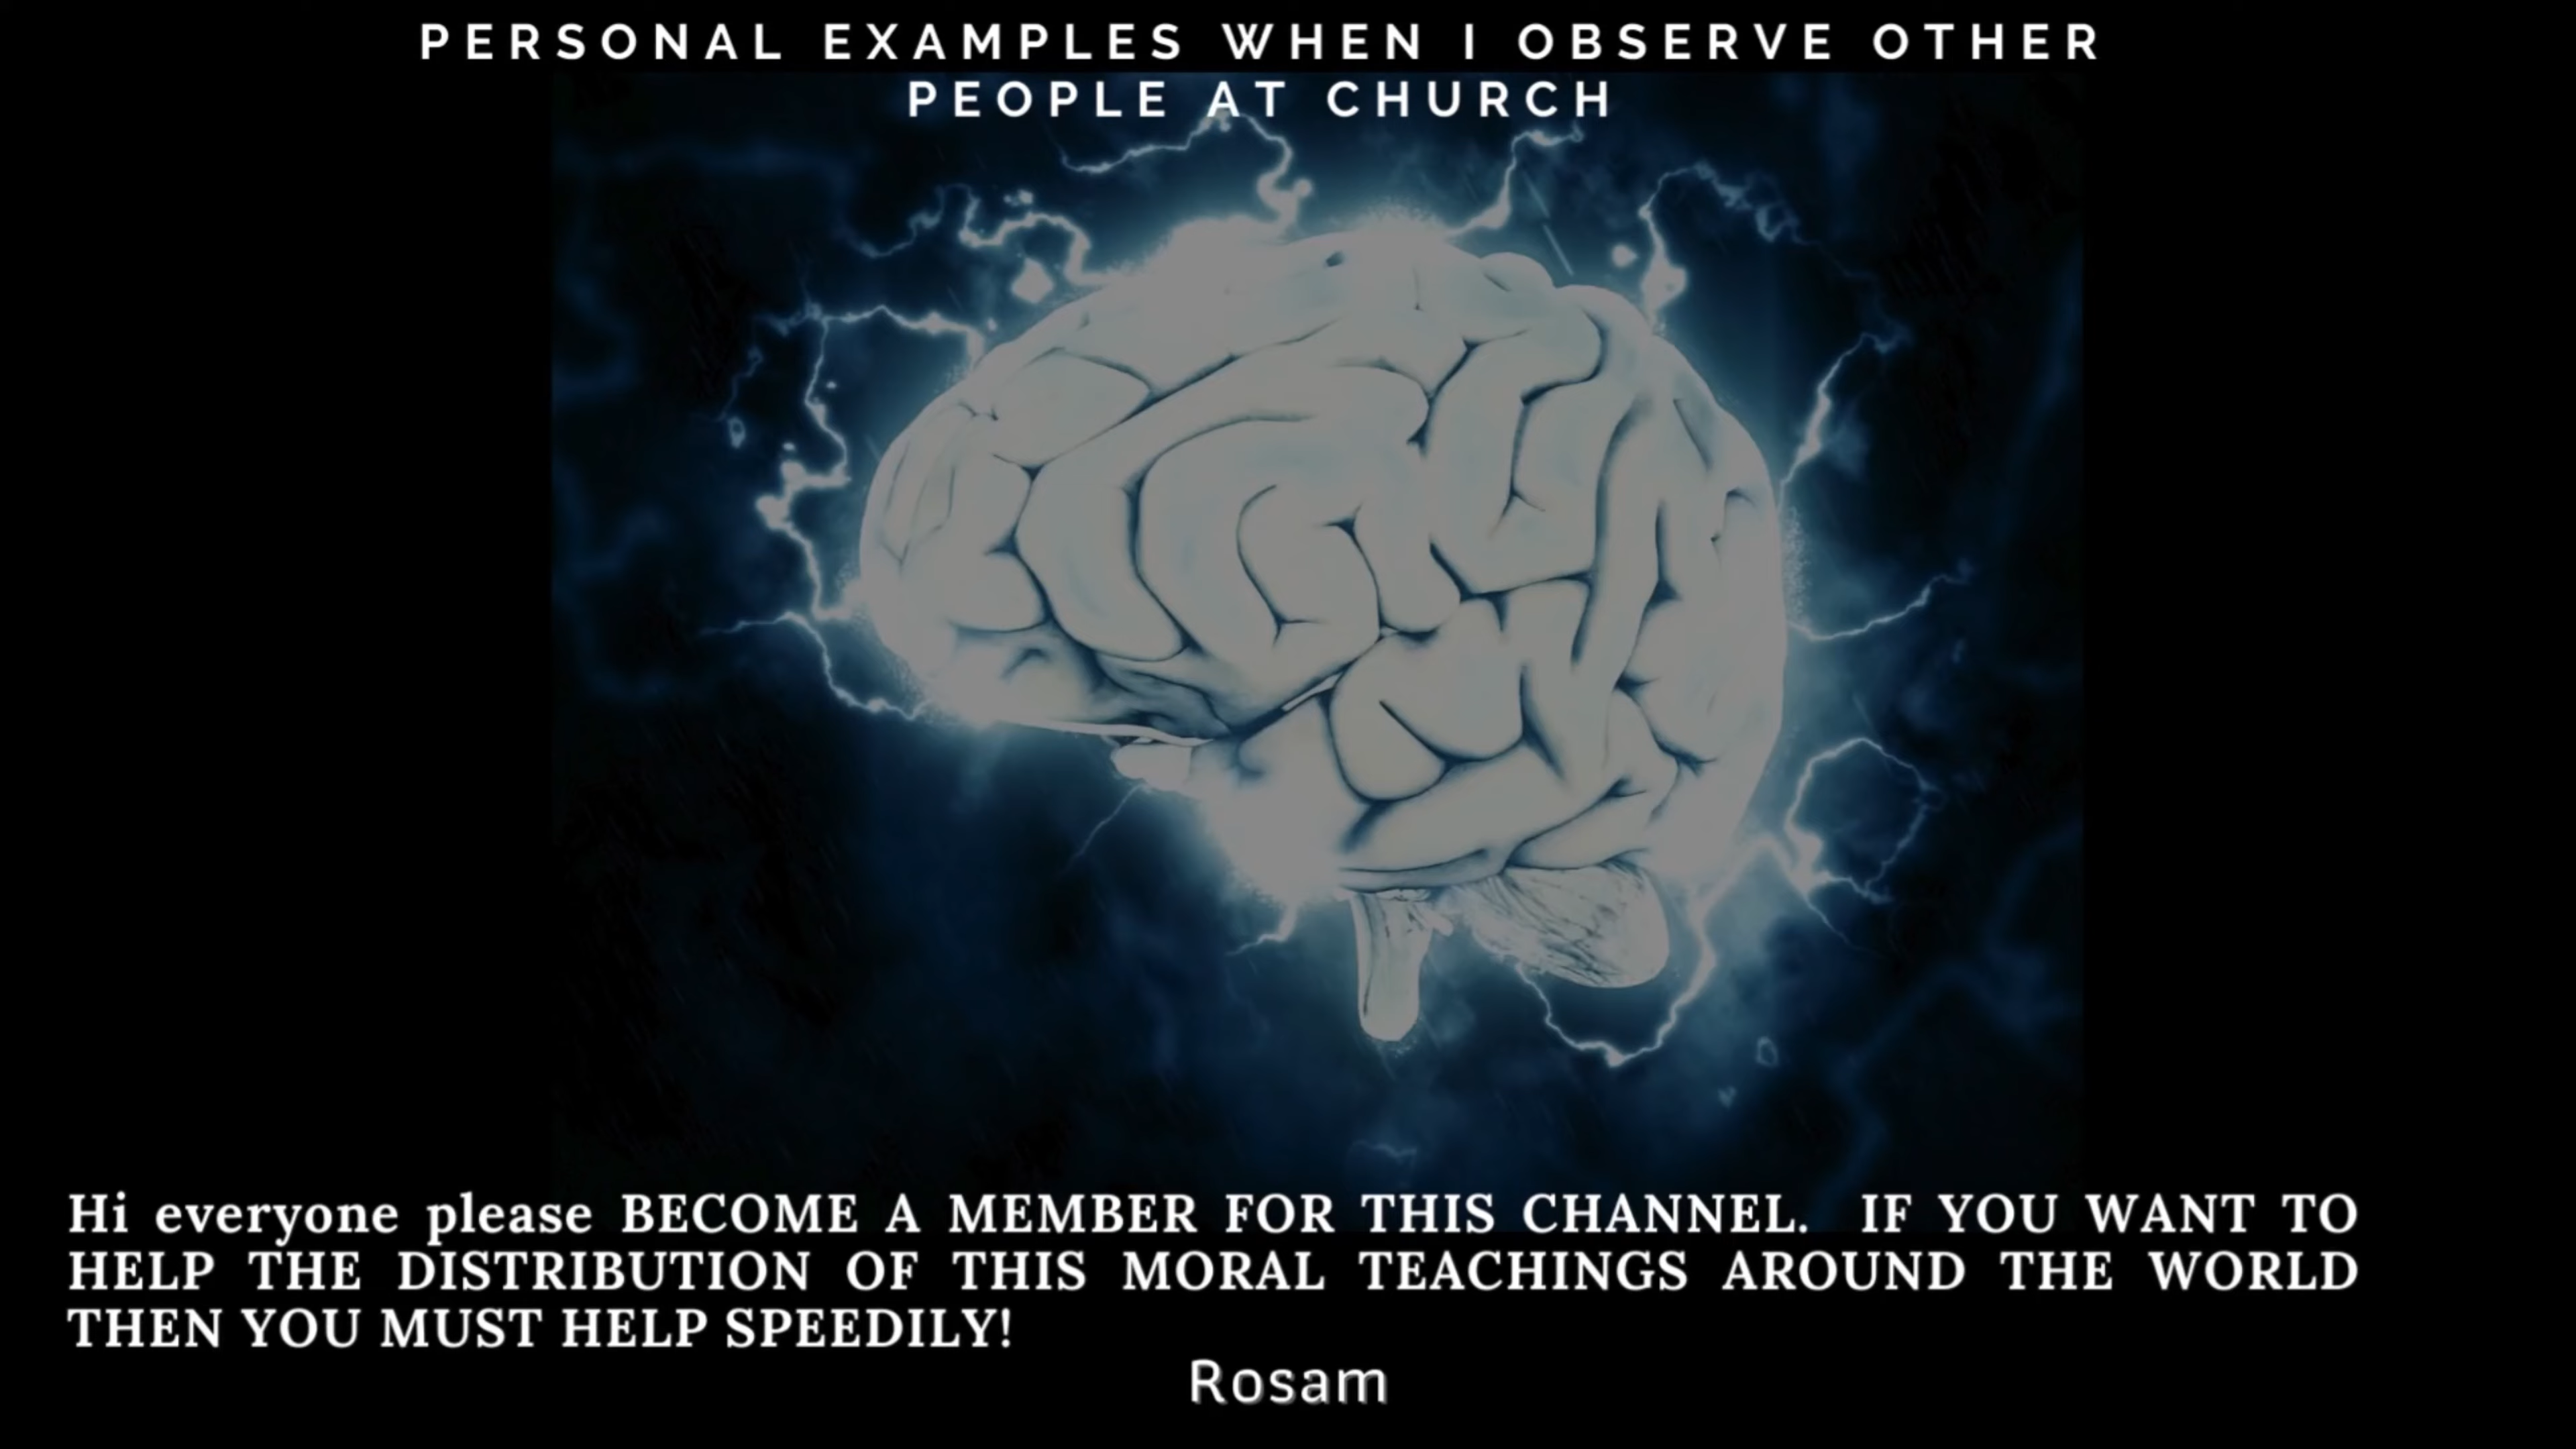 PERSONAL EXAMPLES WHEN I OBSERVE OTHER
PEOPLE AT CHURCH
Hi everyone please BECOME A MEMBER FOR THIS CHANNEL. IF YOU WANT TO
HELP THE DISTRIBUTION OF THIS MORAL TEACHINGS AROUND THE WORLD
THEN YOU MUST HELP SPEEDILY!
Rosam